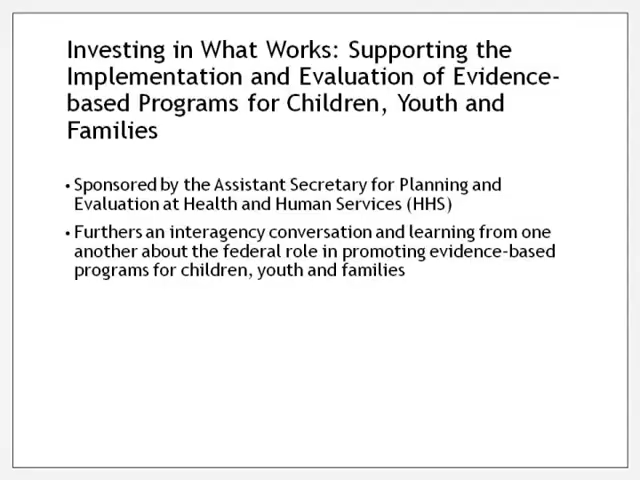 Investing in What Works: Supporting the
Implementation and Evaluation of Evidence-
based Programs for Children, Youth and
Families
• Sponsored by the Assistant Secretary for Planning and
Evaluation at Health and Human Services (HHS)
• Furthers an interagency conversation and learning from one
another about the federal role in promoting evidence-based
programs for children, youth and families